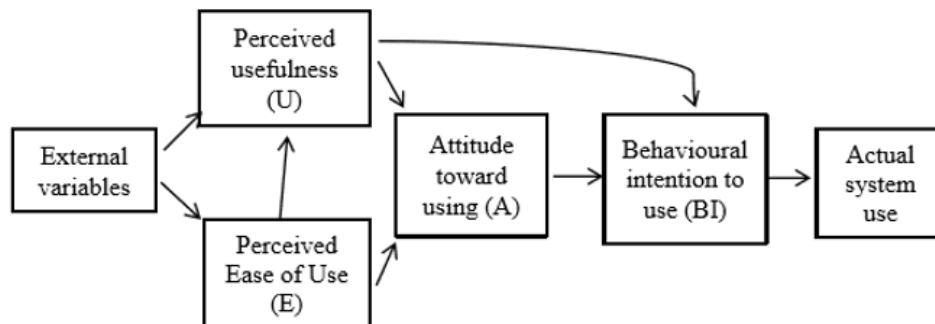 Perceived
usefulness
(U)
External
variables
Perceived
Ease of Use
(E)
Attitude
toward
using (A)
Behavioural
intention to
use (BI)
Actual
system
use